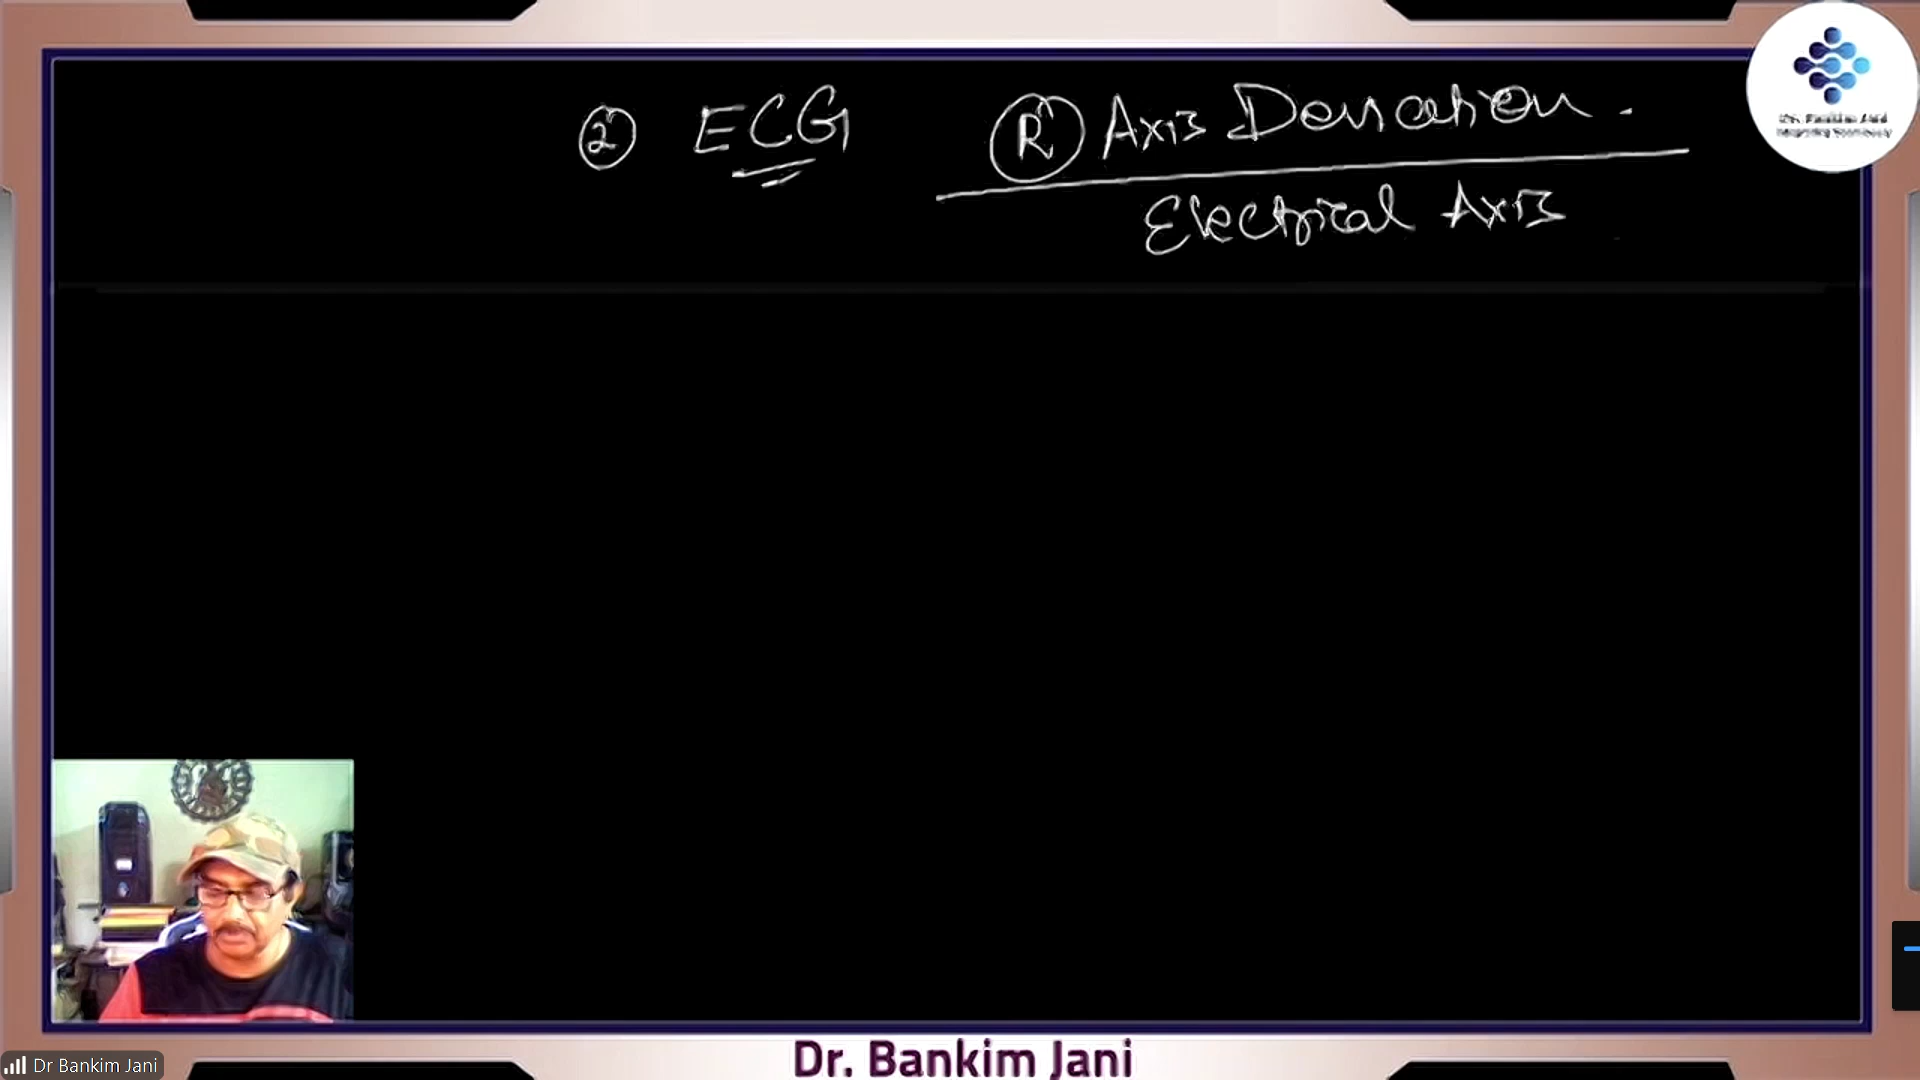 ② ECG Ⓡ Axis Deviation.
Electrical Axis
Dr. Bankim Jani
Dr Bankim Jani